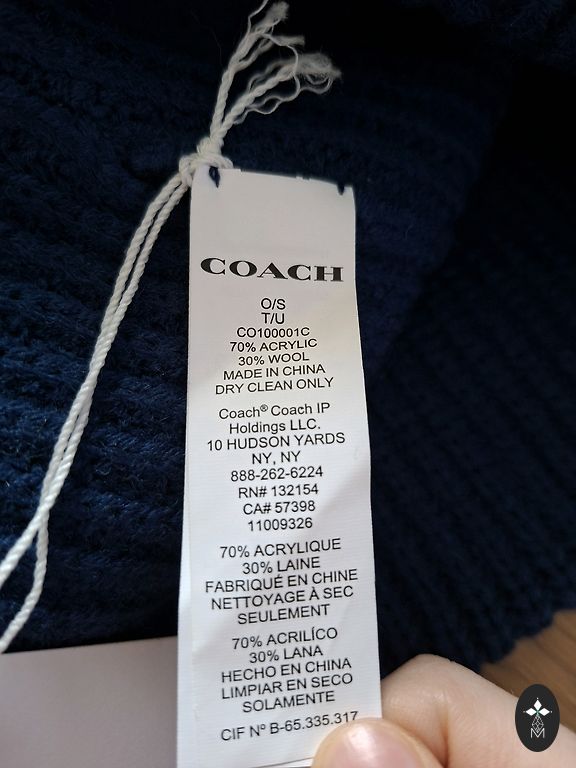 COACH
O/S
T/U
CO100001C
70% ACRYLIC
30% WOOL
MADE IN CHINA
DRY CLEAN ONLY
Coach® Coach IP
Holdings LLC.
10 HUDSON YARDS
NY, NY
888-262-6224
RN# 132154
CA# 57398
11009326
70% ACRYLIQUE
30% LAINE
FABRIQUÉ EN CHINE
NETTOYAGE À SEC
SEULEMENT
70% ACRILÍCO
30% LANA
HECHO EN CHINA
LIMPIAR EN SECO
SOLAMENTE
CIF Nº B-65.335.317
M